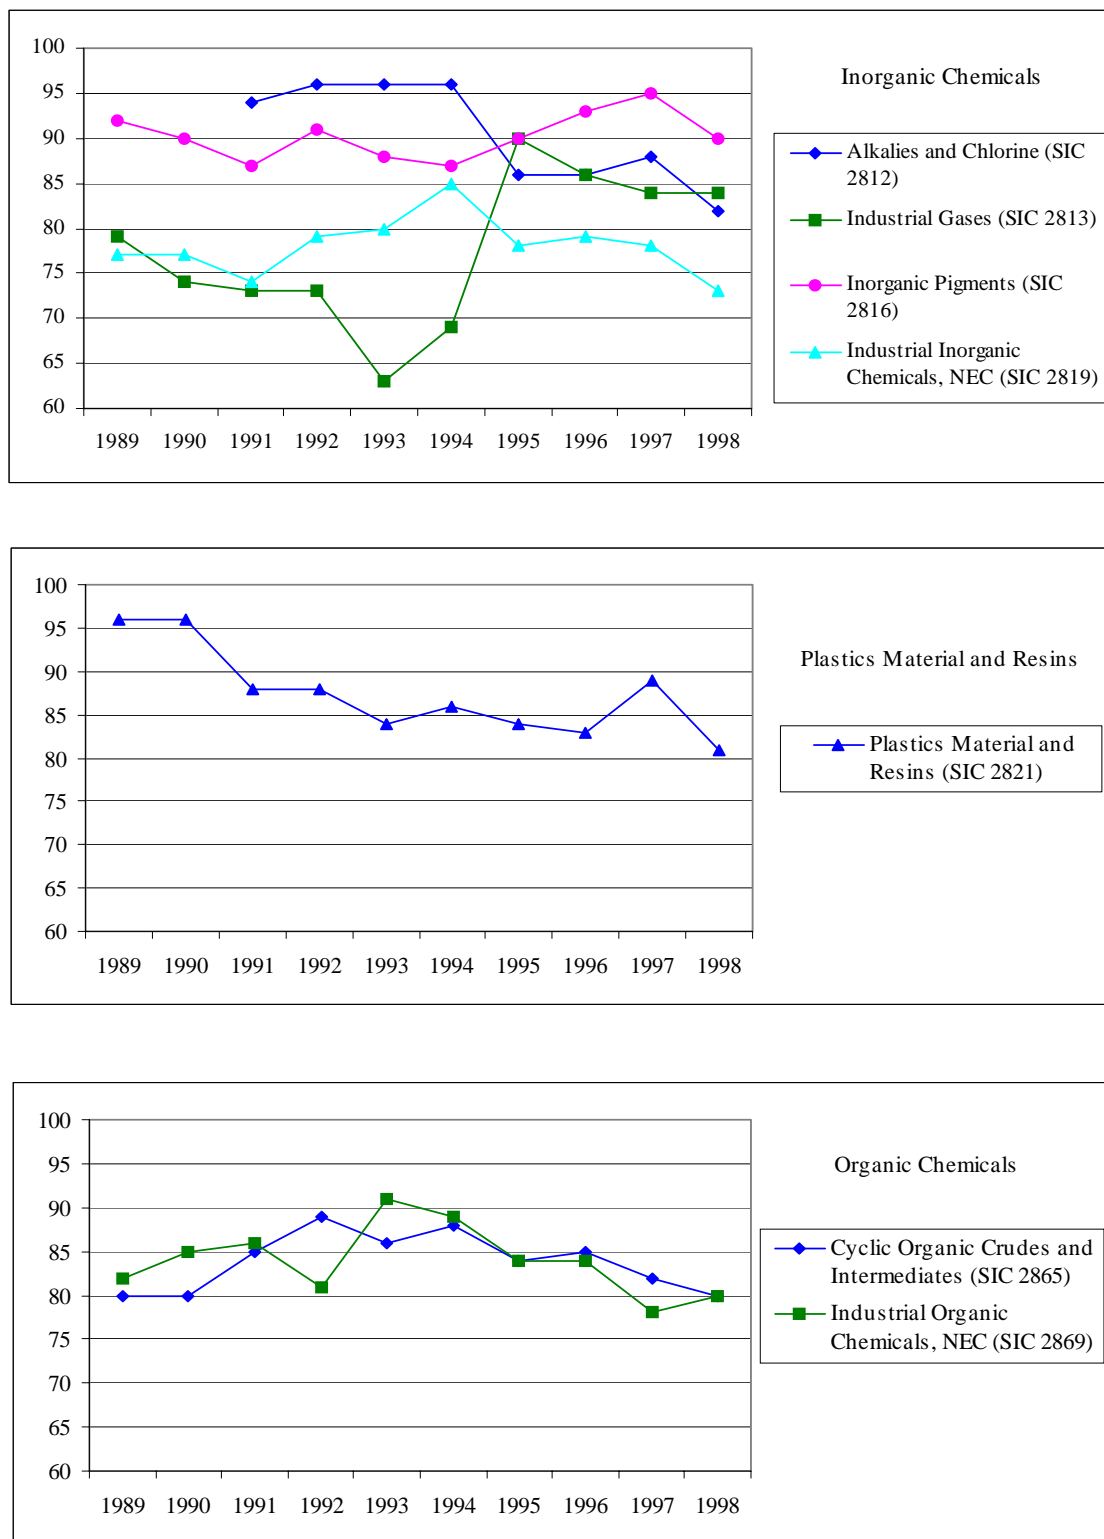 100
95
90
85
80
75
70
65
60
1989 1990 1991 1992 1993 1994 1995 1996 1997 1998
Inorganic Chemicals
Alkalies and Chlorine (SIC
2812)
Industrial Gases (SIC 2813)
Inorganic Pigments (SIC
2816)
Industrial Inorganic
Chemicals, NEC (SIC 2819)
100
95
90
85
80
75
70
65
60
1989 1990 1991 1992 1993 1994 1995 1996 1997 1998
Plastics Material and Resins
Plastics Material and
Resins (SIC 2821)
100
95
90
85
80
75
70
65
60
1989 1990 1991 1992 1993 1994 1995 1996 1997 1998
Organic Chemicals
Cyclic Organic Crudes and
Intermediates (SIC 2865)
Industrial Organic
Chemicals, NEC (SIC 2869)